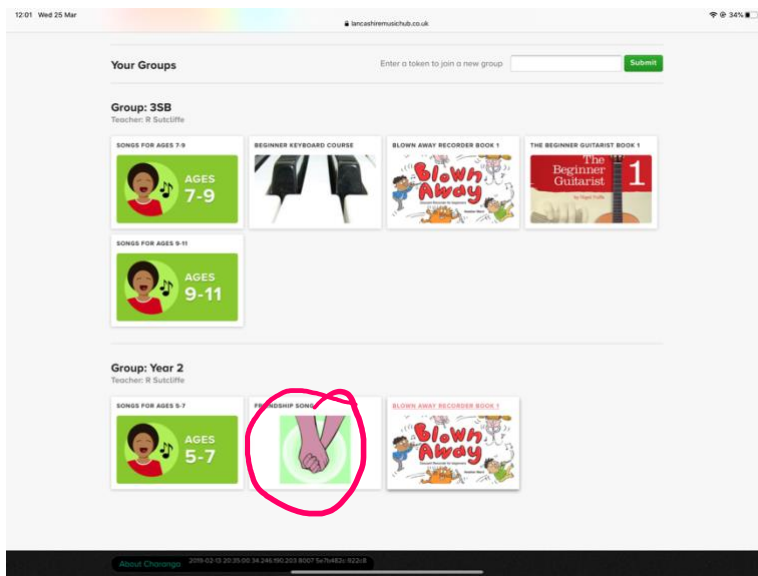 12:01 Wed 25 Mar
lancashiremusichub.co.uk
34%
Your Groups
Enter a token to join a new group
Submit
Group: 3SB
Teacher: R Sutcliffe
SONGS FOR AGES 7-9
AGES
7-9
BEGINNER KEYBOARD COURSE
BLOWN AWAY RECORDER BOOK 1
Blown
Away
THE BEGINNER GUITARIST BOOK 1
The
Beginner
Guitarist
1
SONGS FOR AGES 9-11
AGES
9-11
Group: Year 2
Teacher: R Sutcliffe
SONGS FOR AGES 5-7
AGES
5-7
FRIENDSHIP SONG
BLOWN AWAY RECORDER BOOK 1
Blown
Away
About Charanga